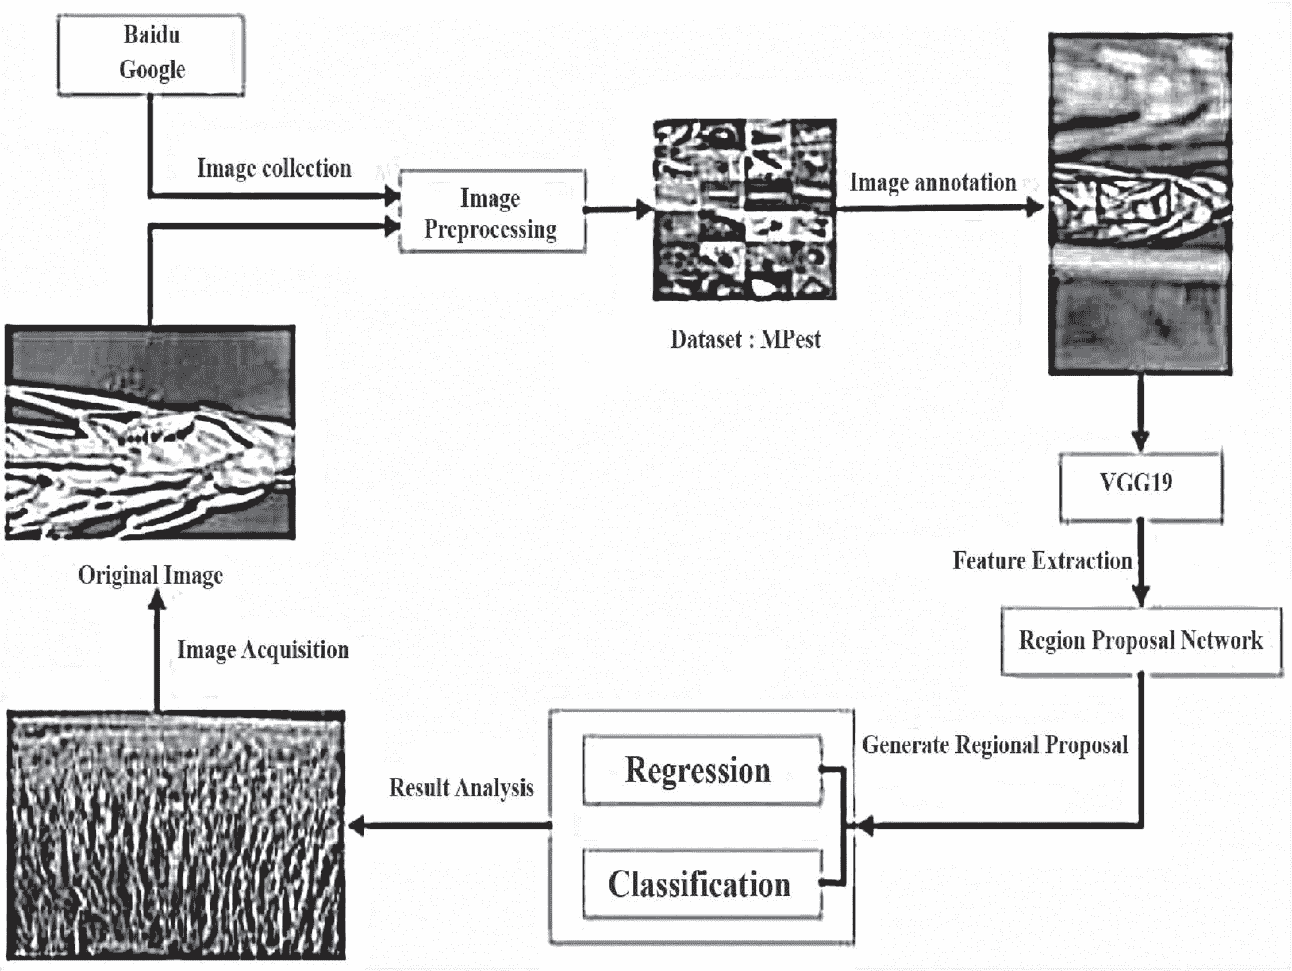 Baidu
Google
Image collection
Image
Preprocessing
Image annotation
Dataset : MPest
VGG19
Feature Extraction
Region Proposal Network
Generate Regional Proposal
Regression
Classification
Result Analysis
Image Acquisition
Original Image